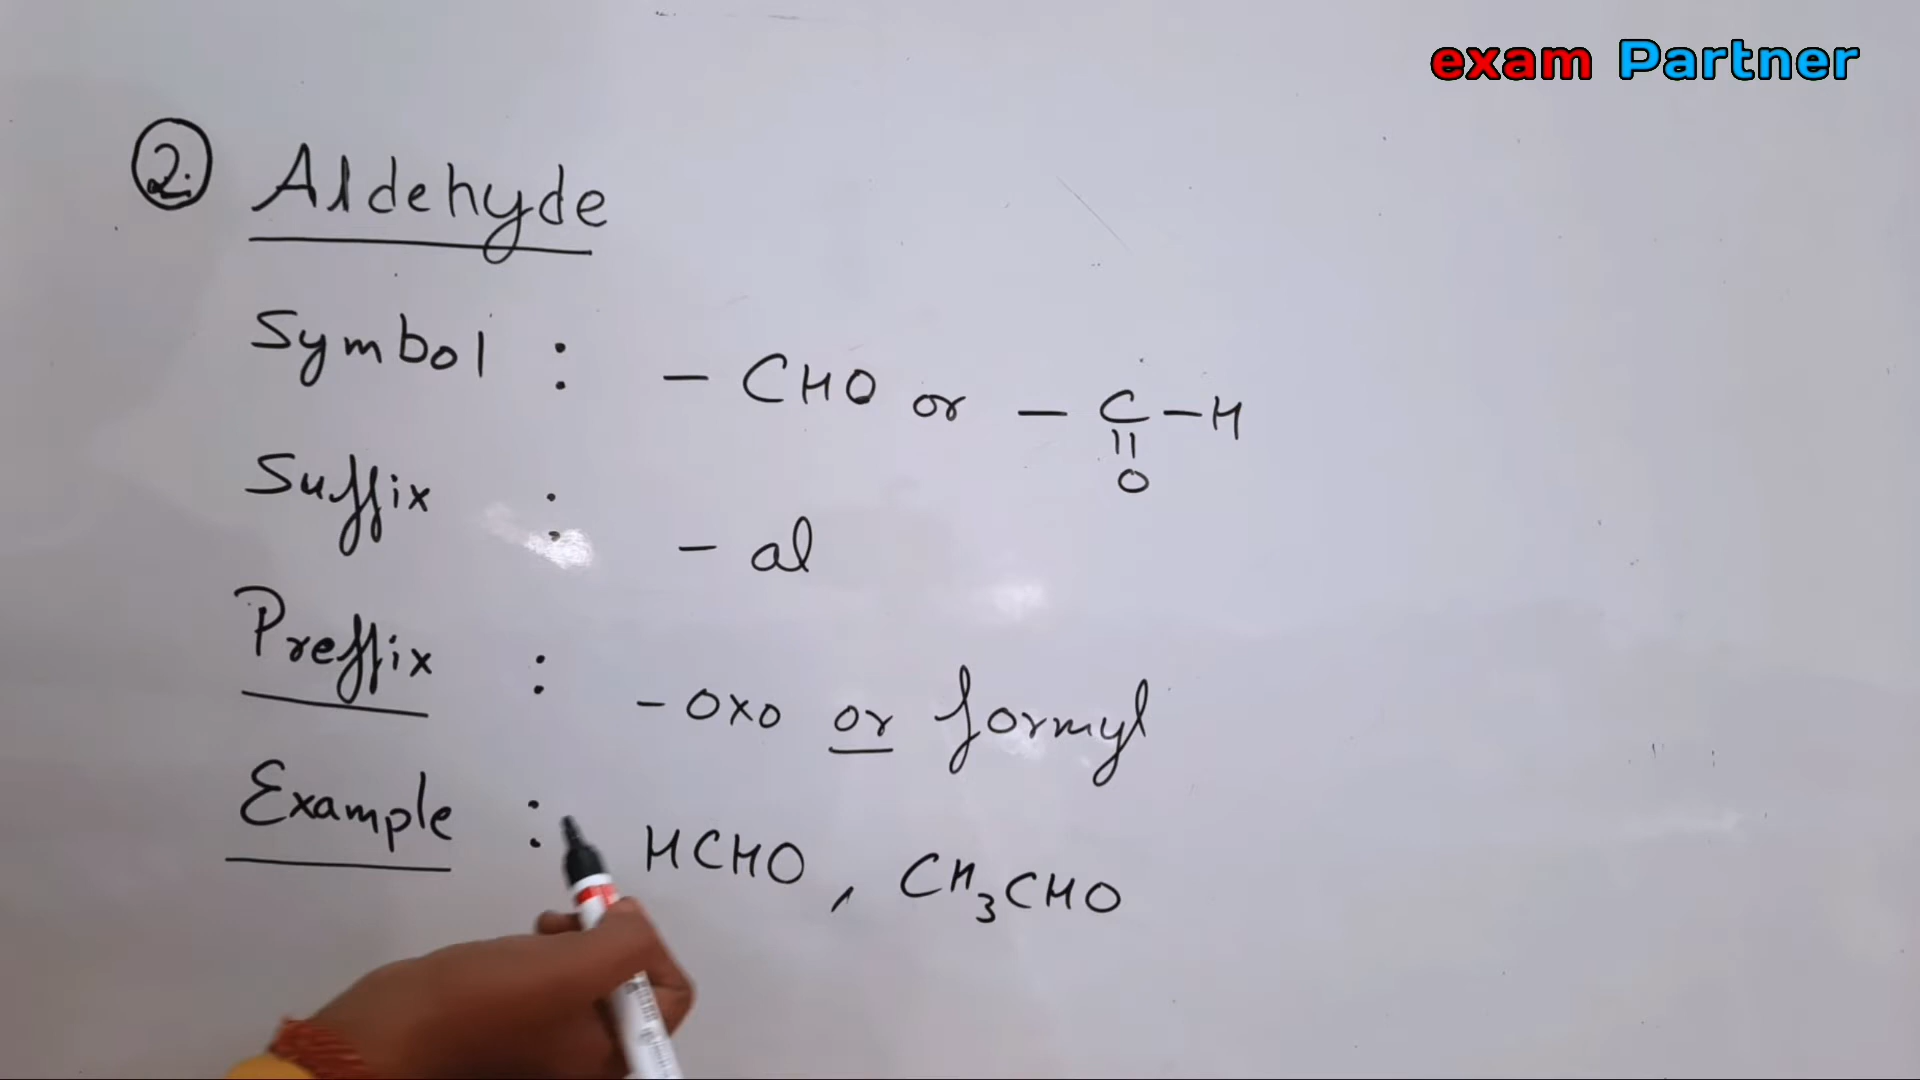 exam Partner
2. Aldehyde
Symbol : - CHO or - C - H
||
O
Suffix : - al
Preffix : - oxo or formyl
Example : HCHO, CH3CHO